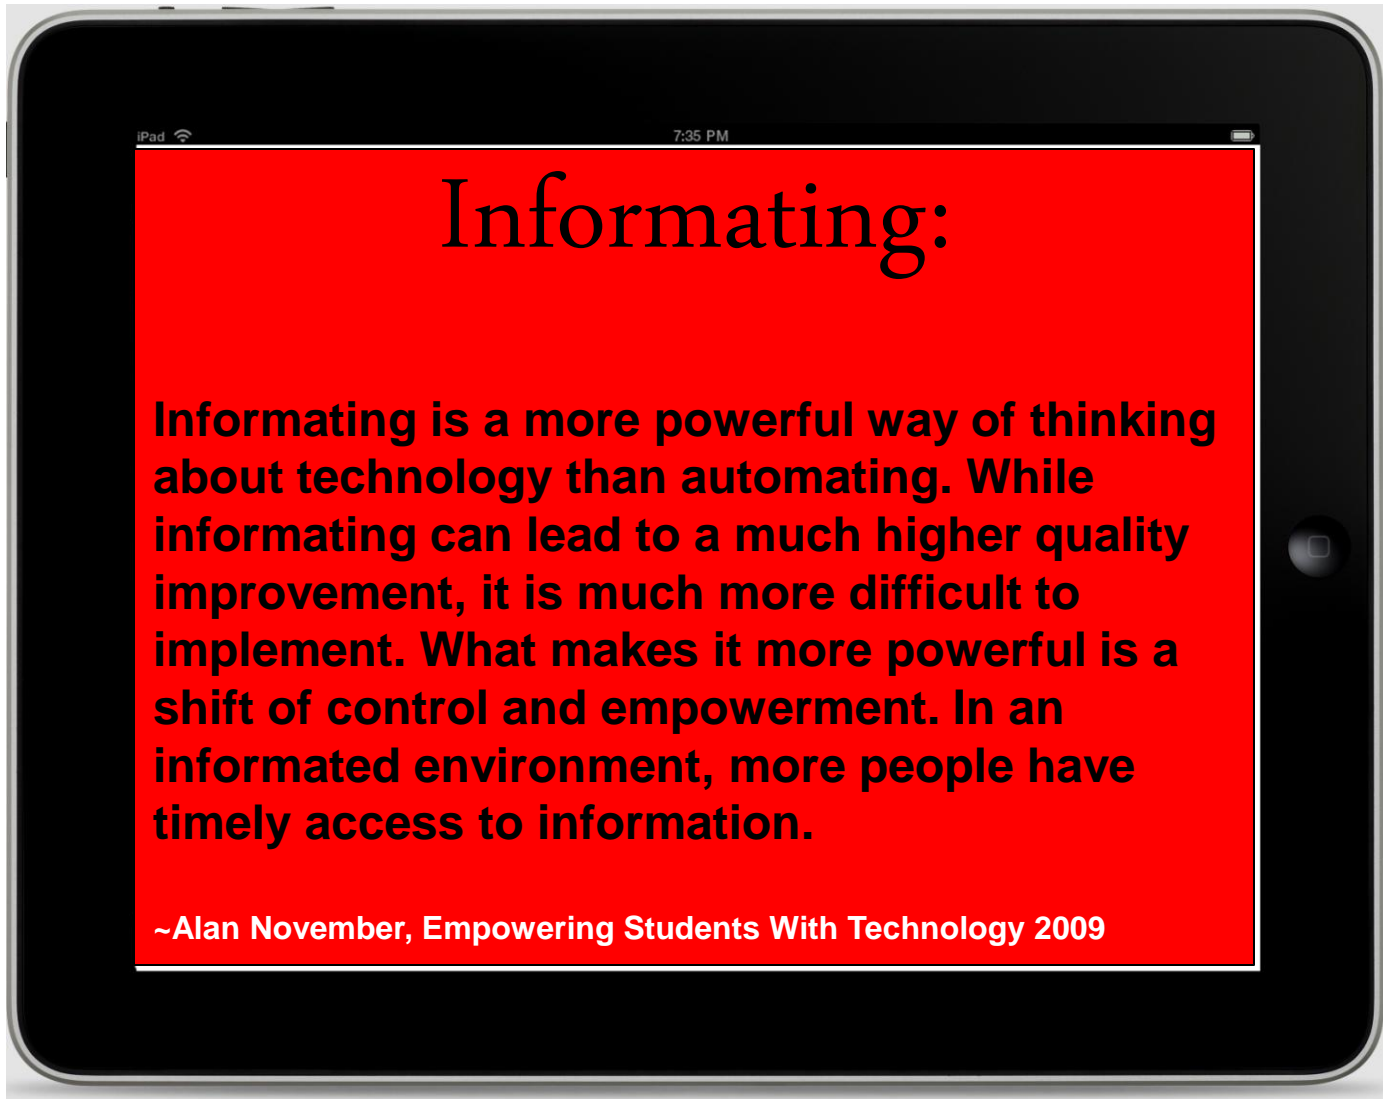 iPad 7:35 PM
Informating:
Informating is a more powerful way of thinking
about technology than automating. While
informating can lead to a much higher quality
improvement, it is much more difficult to
implement. What makes it more powerful is a
shift of control and empowerment. In an
informated environment, more people have
timely access to information.
~Alan November, Empowering Students With Technology 2009